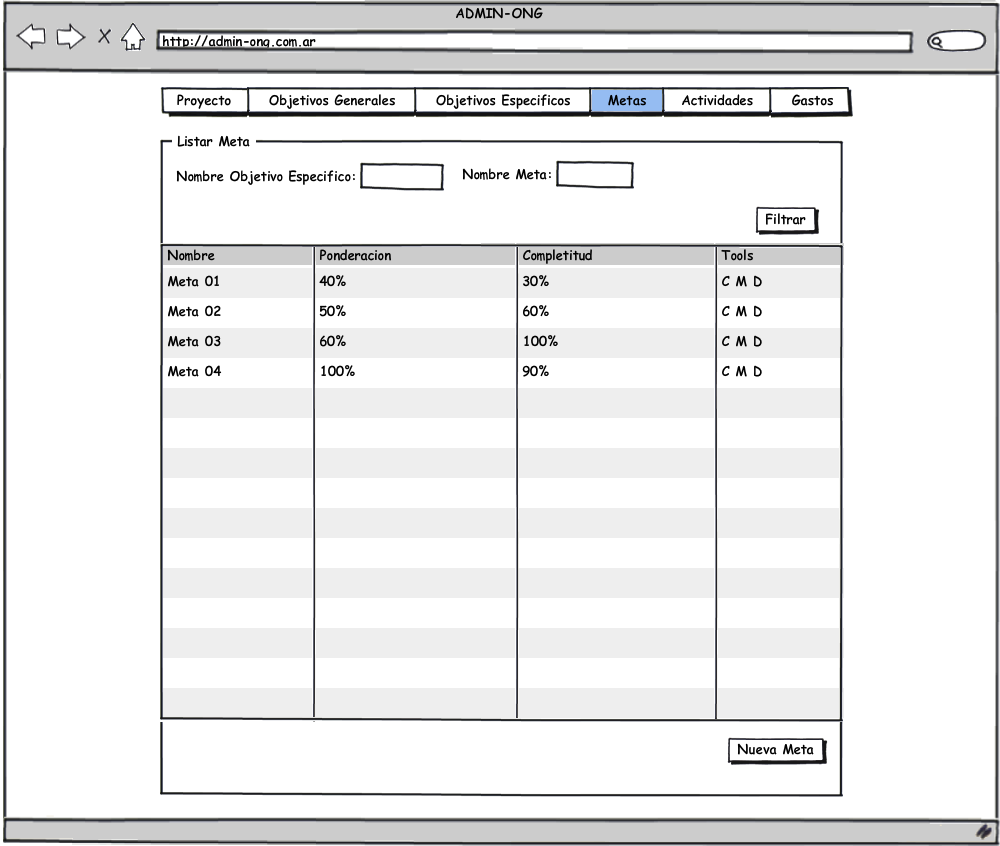 ADMIN-ONG
http://admin-ong.com.ar
Proyecto Objetivos Generales Objetivos Especificos Metas Actividades Gastos
Listar Meta
Nombre Objetivo Especifico: Nombre Meta:
Filtrar
Nombre Ponderacion Completitud Tools
Meta 01 40% 30% C M D
Meta 02 50% 60% C M D
Meta 03 60% 100% C M D
Meta 04 100% 90% C M D
Nueva Meta